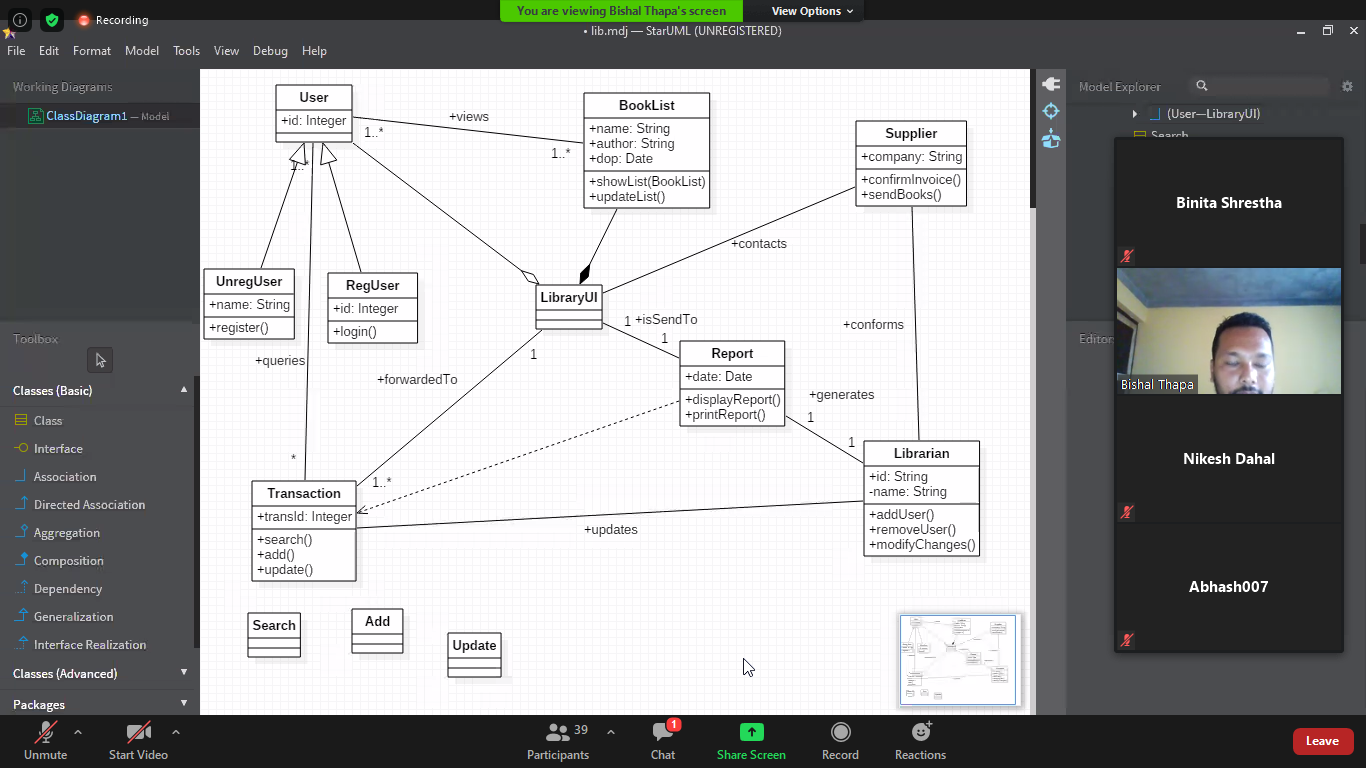 You are viewing Bishal Thapa's screen
View Options
Recording
• lib.mdj — StarUML (UNREGISTERED)
File Edit Format Model Tools View Debug Help
Working Diagrams
ClassDiagram1 — Model
Toolbox
Classes (Basic)
Class
Interface
Association
Directed Association
Aggregation
Composition
Dependency
Generalization
Interface Realization
Classes (Advanced)
Packages
User
+id: Integer
1..*
+views
1..*
1..*
BookList
+name: String
+author: String
+dop: Date
+showList(BookList)
+updateList()
Supplier
+company: String
+confirmInvoice()
+sendBooks()
+contacts
UnregUser
+name: String
+register()
RegUser
+id: Integer
+login()
LibraryUI
1 +isSendTo
1
1
+conforms
+queries
+forwardedTo
Report
+date: Date
+displayReport()
+printReport()
+generates
1
1
Librarian
+id: String
-name: String
+addUser()
+removeUser()
+modifyChanges()
*
1..*
Transaction
+transId: Integer
+search()
+add()
+update()
+updates
Search
Add
Update
Model Explorer
(User—LibraryUI)
Search
Editors
Binita Shrestha
Bishal Thapa
Nikesh Dahal
Abhash007
Unmute
Start Video
Participants
39
Chat
1
Share Screen
Record
Reactions
Leave